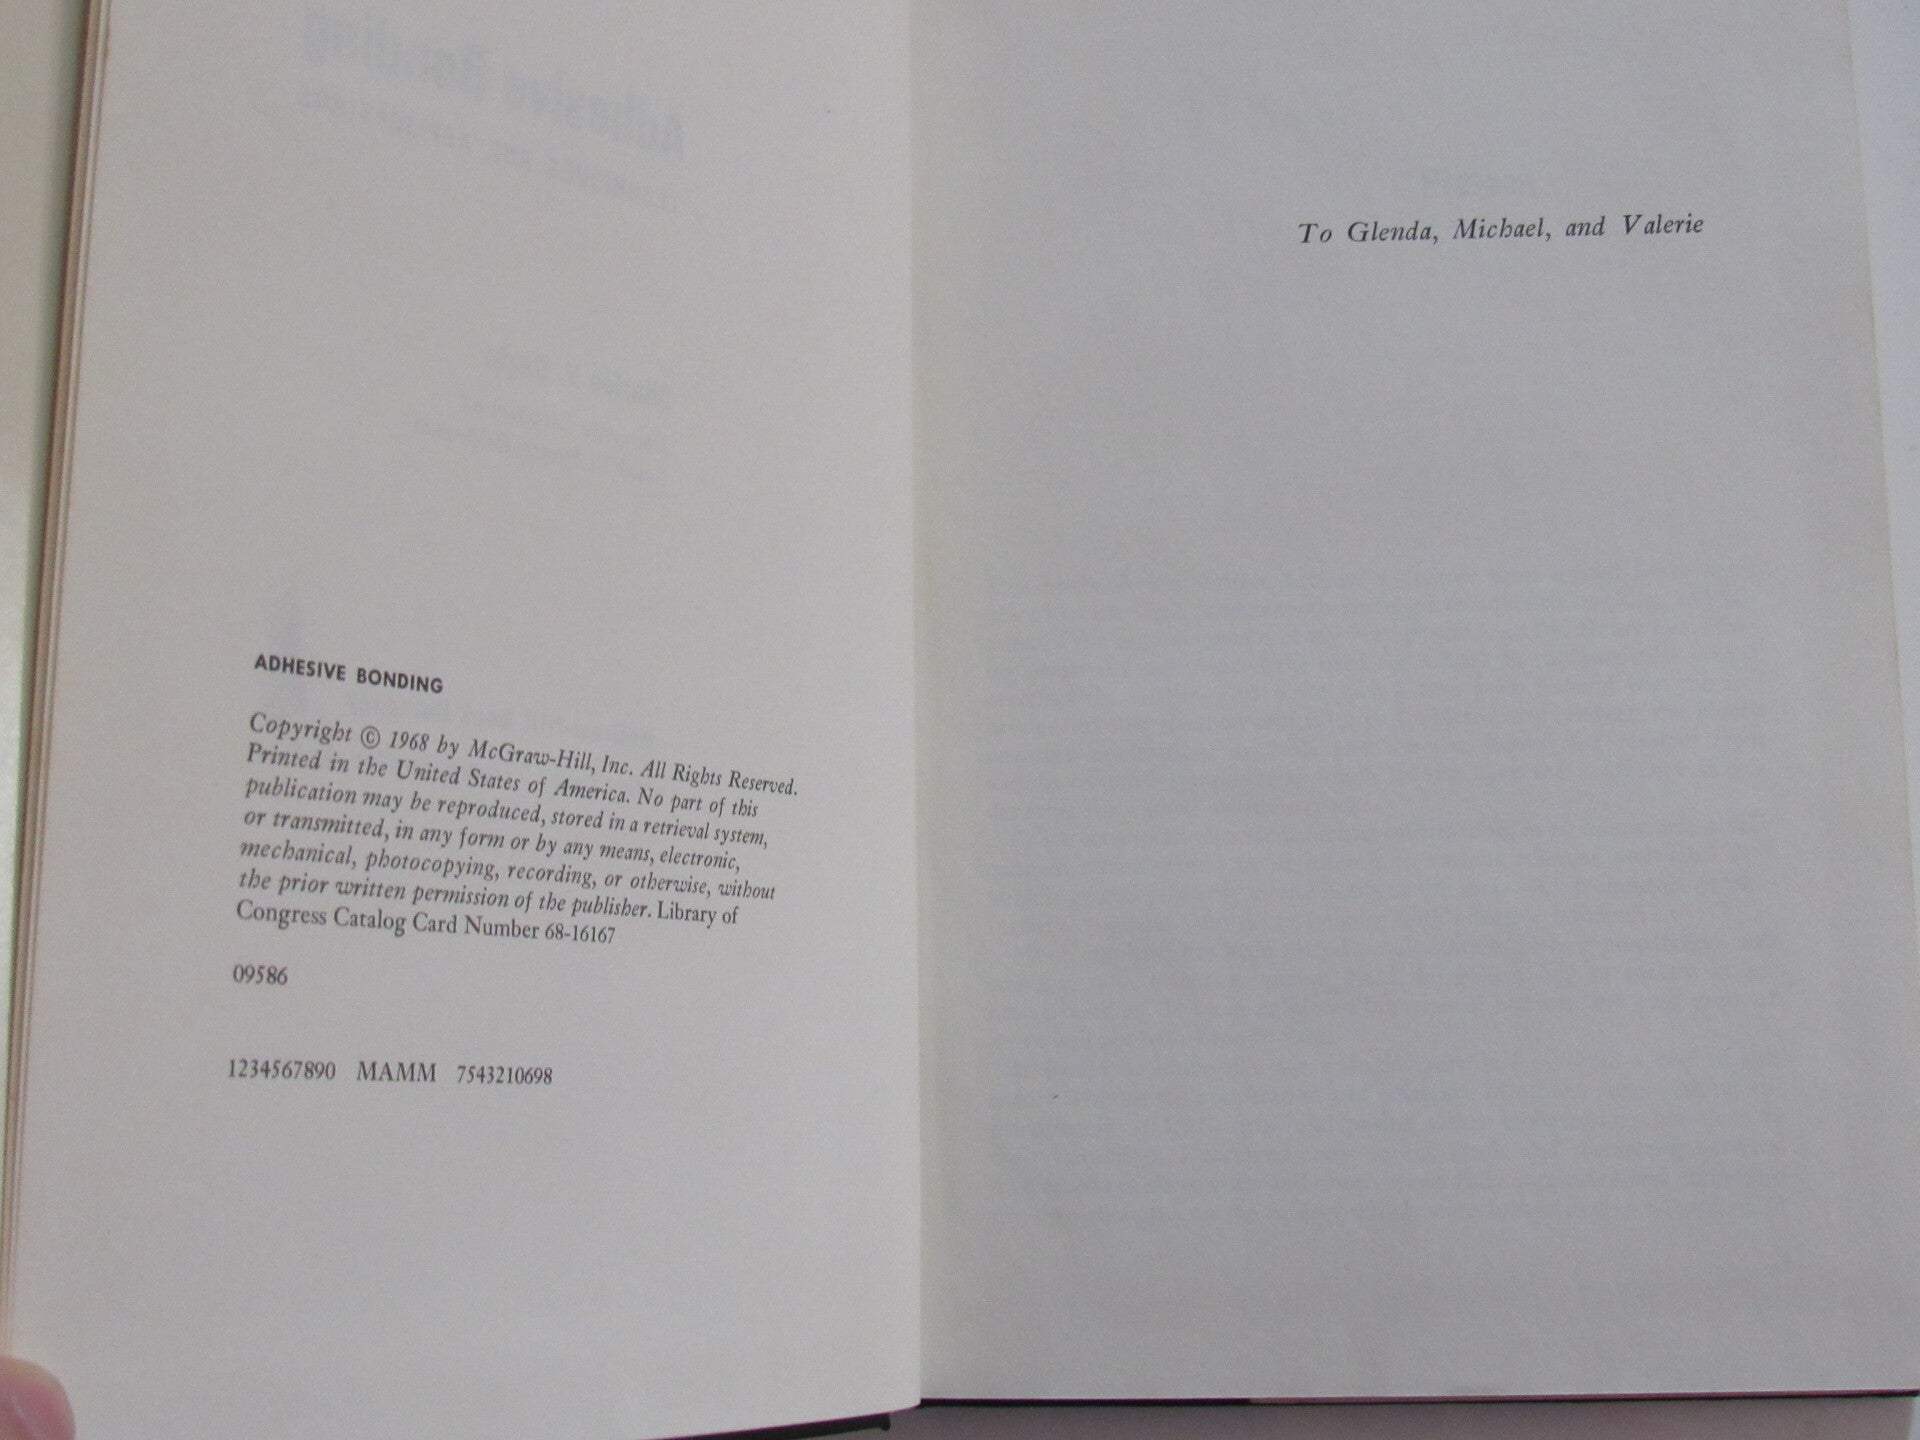 ADHESIVE BONDING
Copyright © 1968 by McGraw-Hill, Inc. All Rights Reserved.
Printed in the United States of America. No part of this
publication may be reproduced, stored in a retrieval system,
or transmitted, in any form or by any means, electronic,
mechanical, photocopying, recording, or otherwise, without
the prior written permission of the publisher. Library of
Congress Catalog Card Number 68-16167
09586
1234567890 MAMM 7543210698
To Glenda, Michael, and Valerie